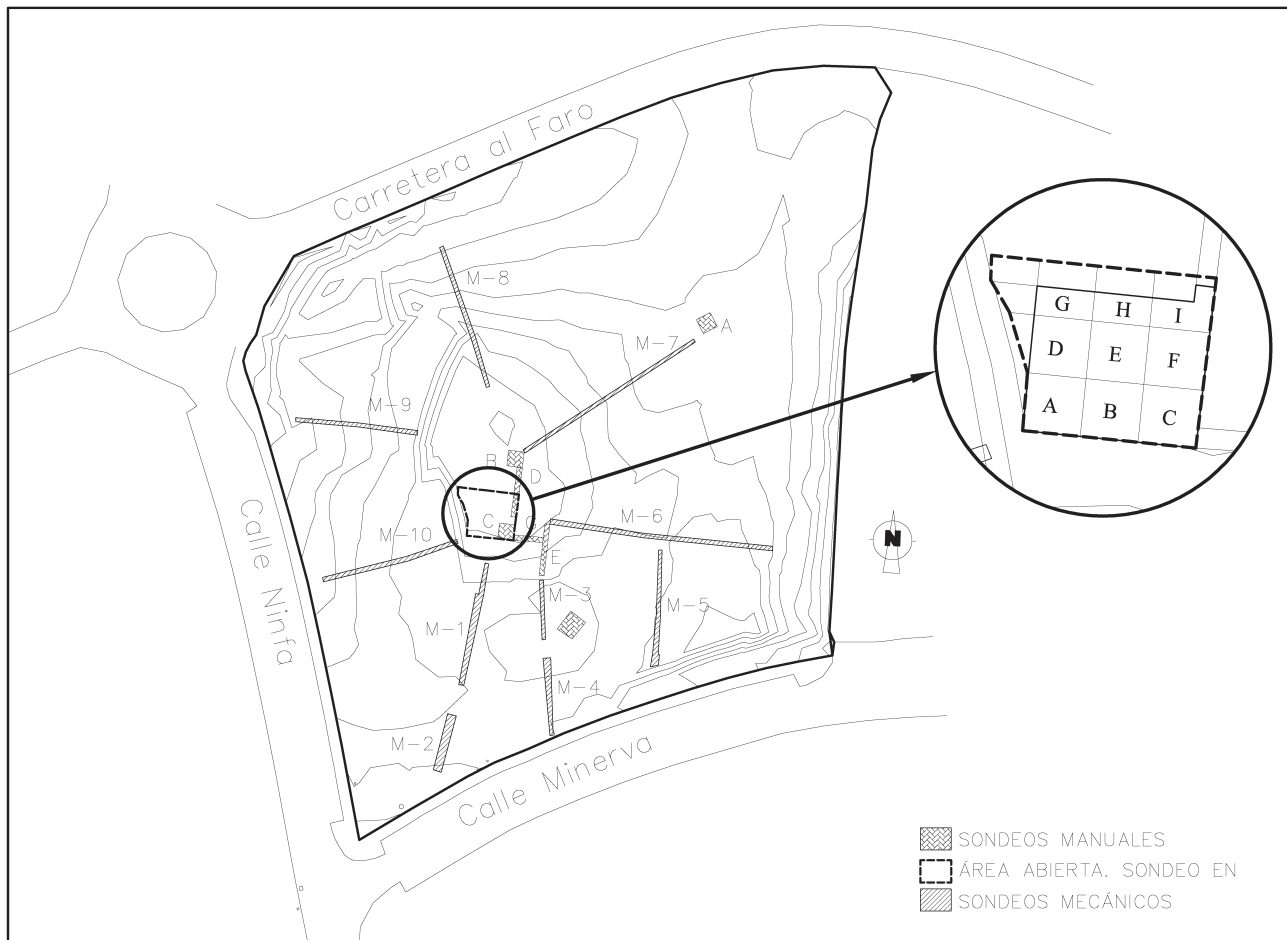 Carretera al Faro
M-8
A
M-7
M-9
B
D
C
G
M-6
M-10
E
M-3
M-5
M-1
M-4
M-2
Calle Ninfa
Calle Minerva
N
G H I
D E F
A B C
SONDEOS MANUALES
ÁREA ABIERTA. SONDEO EN
SONDEOS MECÁNICOS